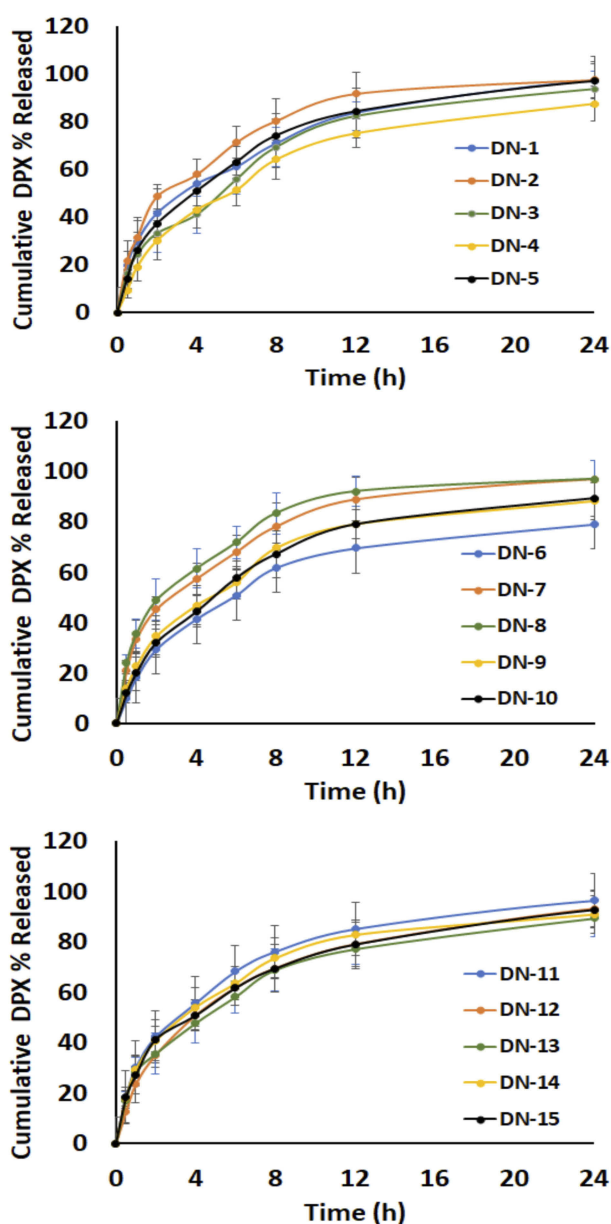 Cumulative DPX % Released
120
100
80
60
40
20
0
DN-1
DN-2
DN-3
DN-4
DN-5
0 4 8 12 16 20 24
Time (h)
Cumulative DPX % Released
120
100
80
60
40
20
0
DN-6
DN-7
DN-8
DN-9
DN-10
0 4 8 12 16 20 24
Time (h)
Cumulative DPX % Released
120
100
80
60
40
20
0
DN-11
DN-12
DN-13
DN-14
DN-15
0 4 8 12 16 20 24
Time (h)